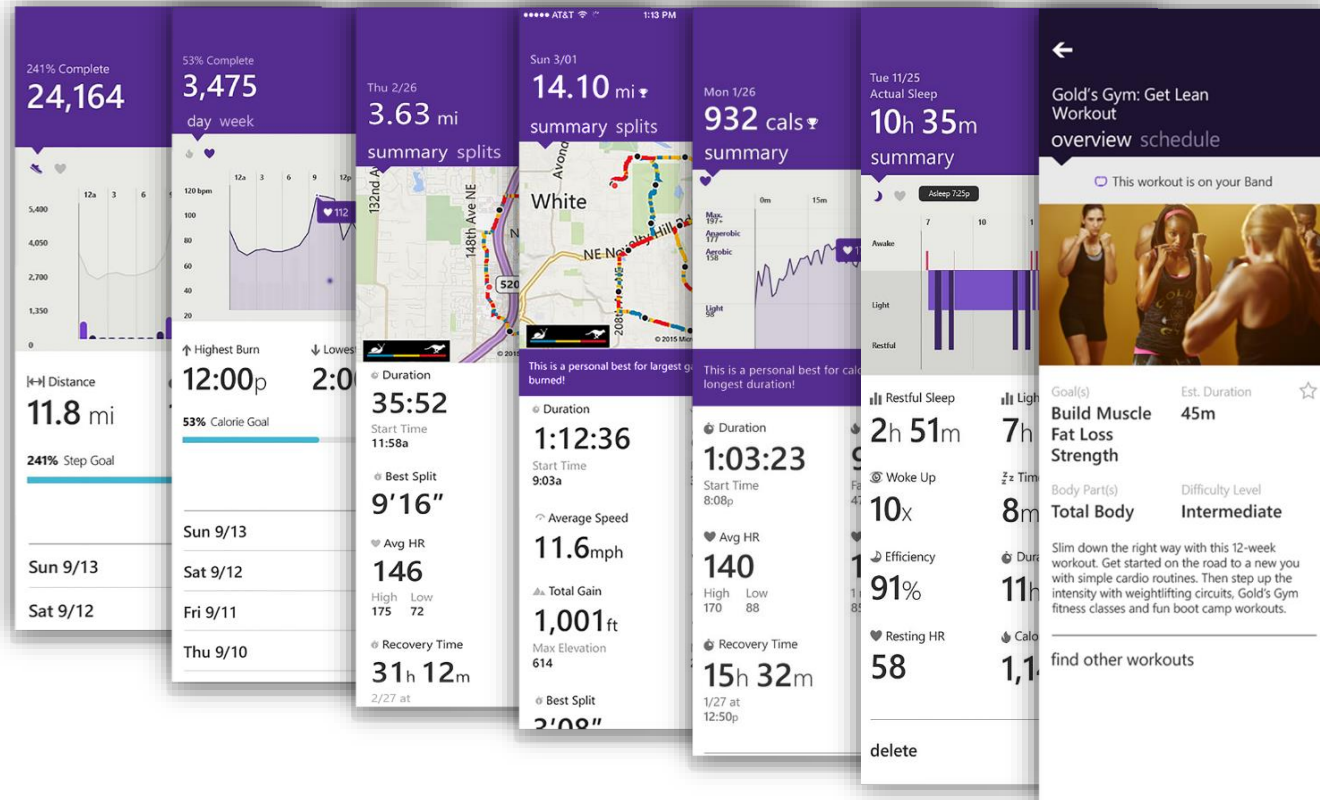 241% Complete
24,164
12a 3 6
5,400
4,050
2,700
1,350
0
Distance
11.8 mi
241% Step Goal
Sun 9/13
Sat 9/12
53% Complete
3,475
day week
12a 3 6 9 12p
120 bpm
100
80
60
40
20
112
Highest Burn
12:00p
53% Calorie Goal
Sun 9/13
Sat 9/12
Fri 9/11
Thu 9/10
Thu 2/26
3.63 mi
summary splits
132nd A
148th Ave NE
520
© 2015
Duration
35:52
Start Time
11:58a
Best Split
9'16"
Avg HR
146
High Low
175 72
Recovery Time
31h 12m
2/27 at
AT&T 1:13 PM
Sun 3/01
14.10 mi
summary splits
White
208th
© 2015
This is a personal best for largest
burned!
Duration
1:12:36
Start Time
9:03a
Average Speed
11.6mph
Total Gain
1,001ft
Max Elevation
614
Best Split
3'08"
Mon 1/26
932 cals
summary
0m 15m
Max.
197+
Anaerobic
177
Aerobic
158
Light
98
This is a personal best for
longest duration!
Duration
1:03:23
Start Time
8:08p
Avg HR
140
High Low
170 88
Recovery Time
15h 32m
1/27 at
12:50p
Tue 11/25
Actual Sleep
10h 35m
summary
Asleep 7:25p
7 10 1
Awake
Light
Restful
Restful Sleep
2h 51m 7h
Woke Up
10x 8m
Efficiency
91% 11h
Resting HR
58
delete
Gold's Gym: Get Lean
Workout
overview schedule
This workout is on your Band
Goal(s) Est. Duration
Build Muscle 45m
Fat Loss
Strength
Body Part(s) Difficulty Level
Total Body Intermediate
Slim down the right way with this 12-week
workout. Get started on the road to a new you
with simple cardio routines. Then step up the
intensity with weightlifting circuits, Gold's Gym
fitness classes and fun boot camp workouts.
find other workouts